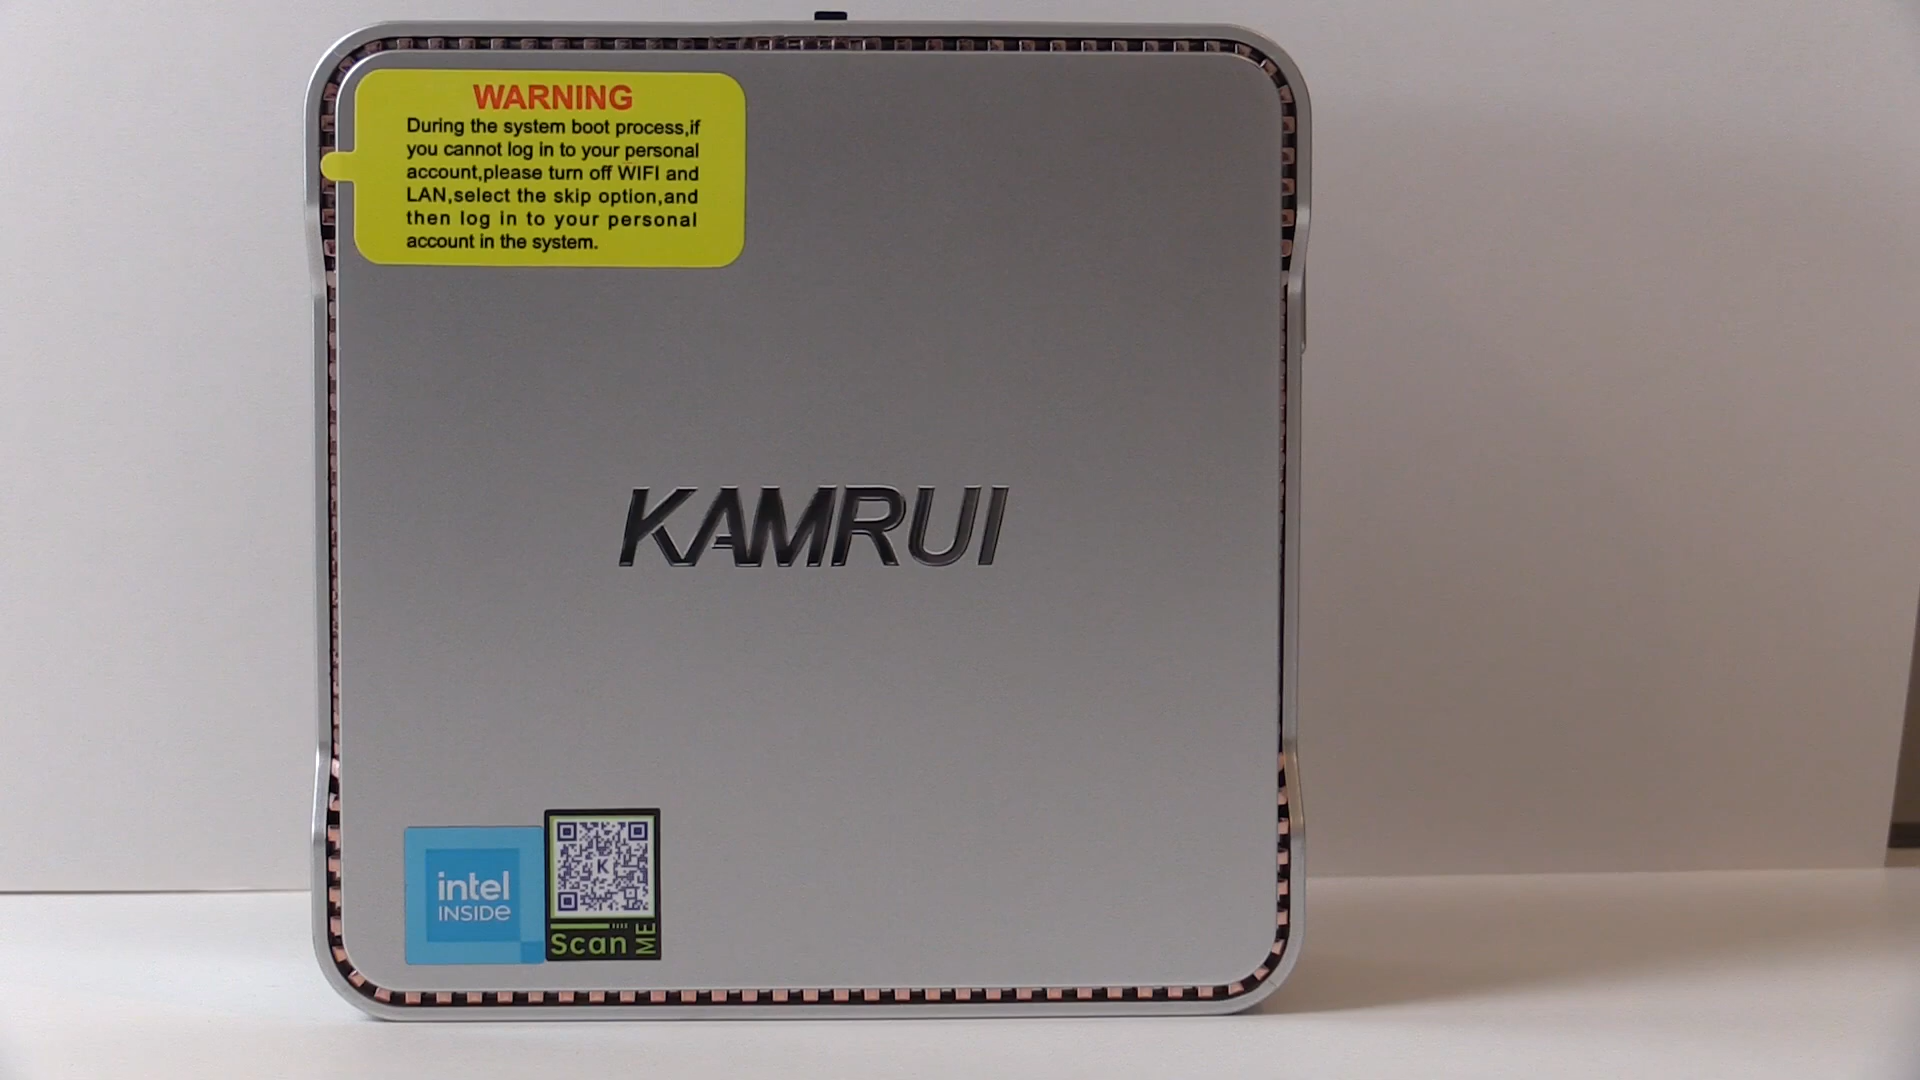 WARNING
During the system boot process,if
you cannot log in to your personal
account,please turn off WIFI and
LAN,select the skip option,and
then log in to your personal
account in the system.
KAMRUI
intel
INSIDE
K
Scan ME